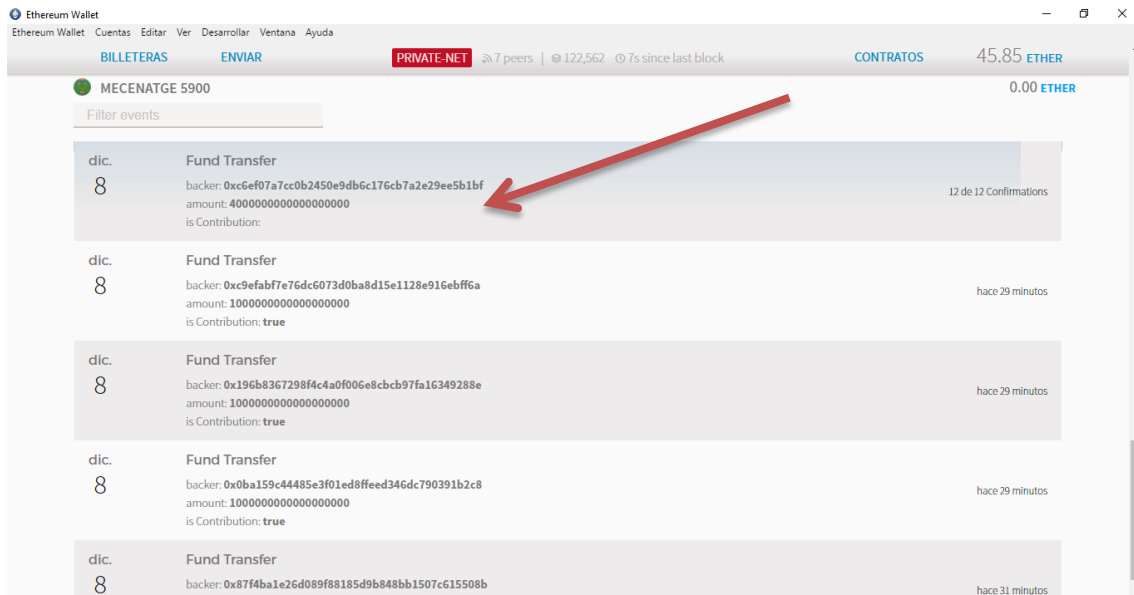 Ethereum Wallet
Ethereum Wallet Cuentas Editar Ver Desarrollar Ventana Ayuda
BILLETERAS ENVIAR PRIVATE-NET 7 peers | 122,562 7s since last block CONTRATOS 45.85 ETHER
MECENATGE 5900 0.00 ETHER
Filter events
dic. Fund Transfer
8 backer: 0xc6ef07a7cc0b2450e9db6c176cb7a2e29ee5b1bf
12 de 12 Confirmations
amount: 4000000000000000000
is Contribution:
dic. Fund Transfer
8 backer: 0xc9efabf7e76dc6073d0ba8d15e1128e916ebff6a
hace 29 minutos
amount: 1000000000000000000
is Contribution: true
dic. Fund Transfer
8 backer: 0x196b8367298f4c4a0f006e8cbcb97fa16349288e
hace 29 minutos
amount: 1000000000000000000
is Contribution: true
dic. Fund Transfer
8 backer: 0x0ba159c44485e3f01ed8ffeed346dc790391b2c8
hace 29 minutos
amount: 1000000000000000000
is Contribution: true
dic. Fund Transfer
8 backer: 0x87f4ba1e26d089f88185d9b848bb1507c615508b
hace 31 minutos